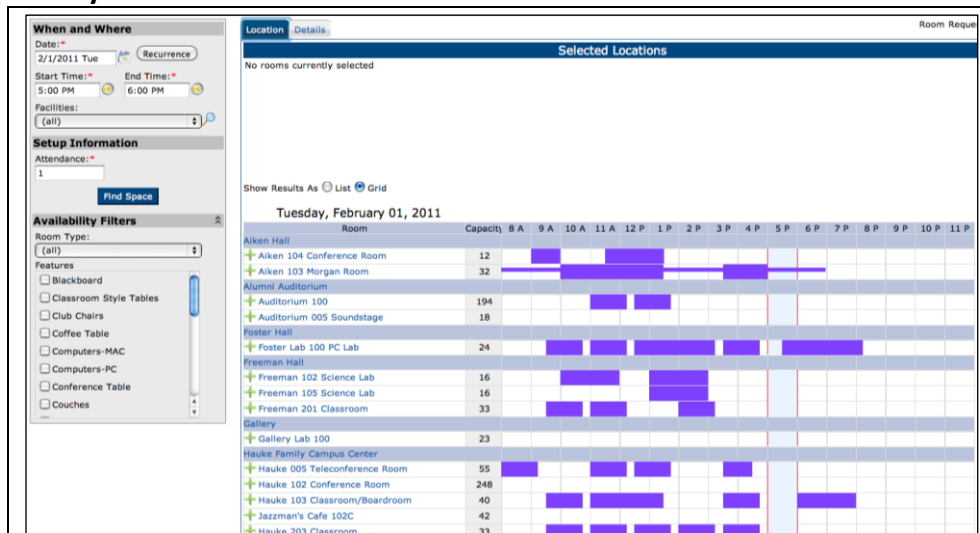 When and Where
Date:*
2/1/2011 Tue
Recurrence
Start Time:* End Time:*
5:00 PM 6:00 PM
Facilities:
(all)
Setup Information
Attendance:*
1
Find Space
Availability Filters
Room Type:
(all)
Features
Blackboard
Classroom Style Tables
Club Chairs
Coffee Table
Computers-MAC
Computers-PC
Conference Table
Couches
Location Details Room Reque
Selected Locations
No rooms currently selected
Show Results As List Grid
Tuesday, February 01, 2011
Room Capacity 8 A 9 A 10 A 11 A 12 P 1 P 2 P 3 P 4 P 5 P 6 P 7 P 8 P 9 P 10 P 11 P
Aiken Hall
Aiken 104 Conference Room 12
Aiken 103 Morgan Room 32
Alumni Auditorium
Auditorium 100 194
Auditorium 005 Soundstage 18
Foster Hall
Foster Lab 100 PC Lab 24
Freeman Hall
Freeman 102 Science Lab 16
Freeman 105 Science Lab 16
Freeman 201 Classroom 33
Gallery
Gallery Lab 100 23
Hauke Family Campus Center
Hauke 005 Teleconference Room 55
Hauke 102 Conference Room 248
Hauke 103 Classroom/Boardroom 40
Jazzman's Cafe 102C 42
Hauke 203 Classroom 33